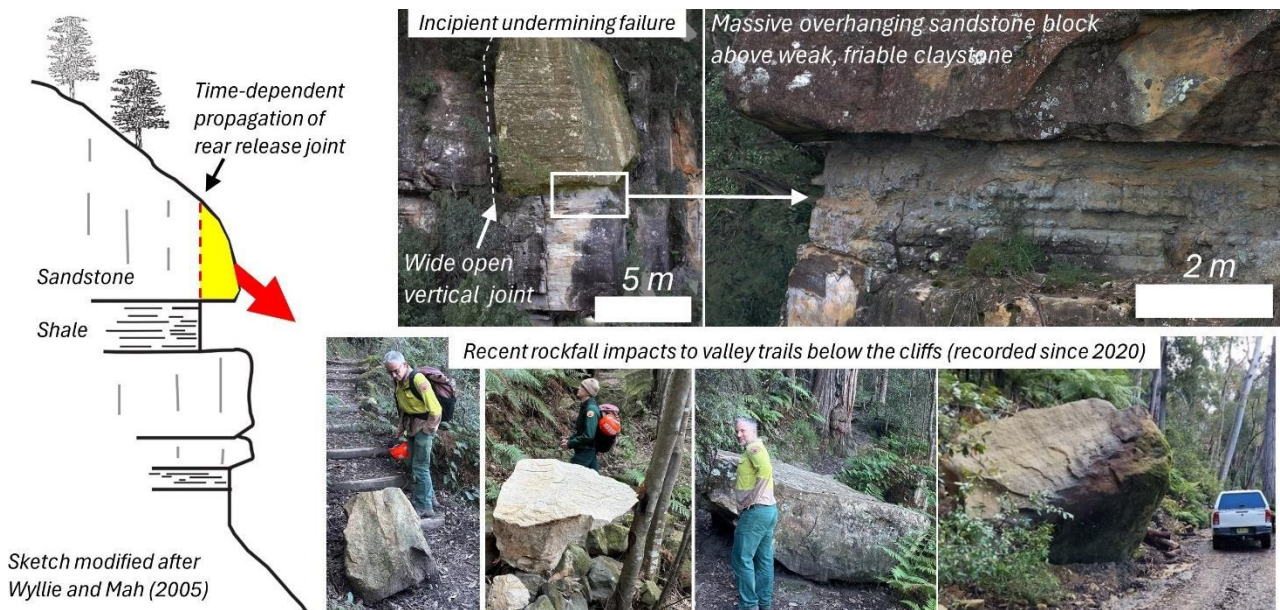 Time-dependent
propagation of
rear release joint
Sandstone
Shale
Sketch modified after
Wyllie and Mah (2005)
Incipient undermining failure
Wide open
vertical joint
5 m
Massive overhanging sandstone block
above weak, friable claystone
2 m
Recent rockfall impacts to valley trails below the cliffs (recorded since 2020)